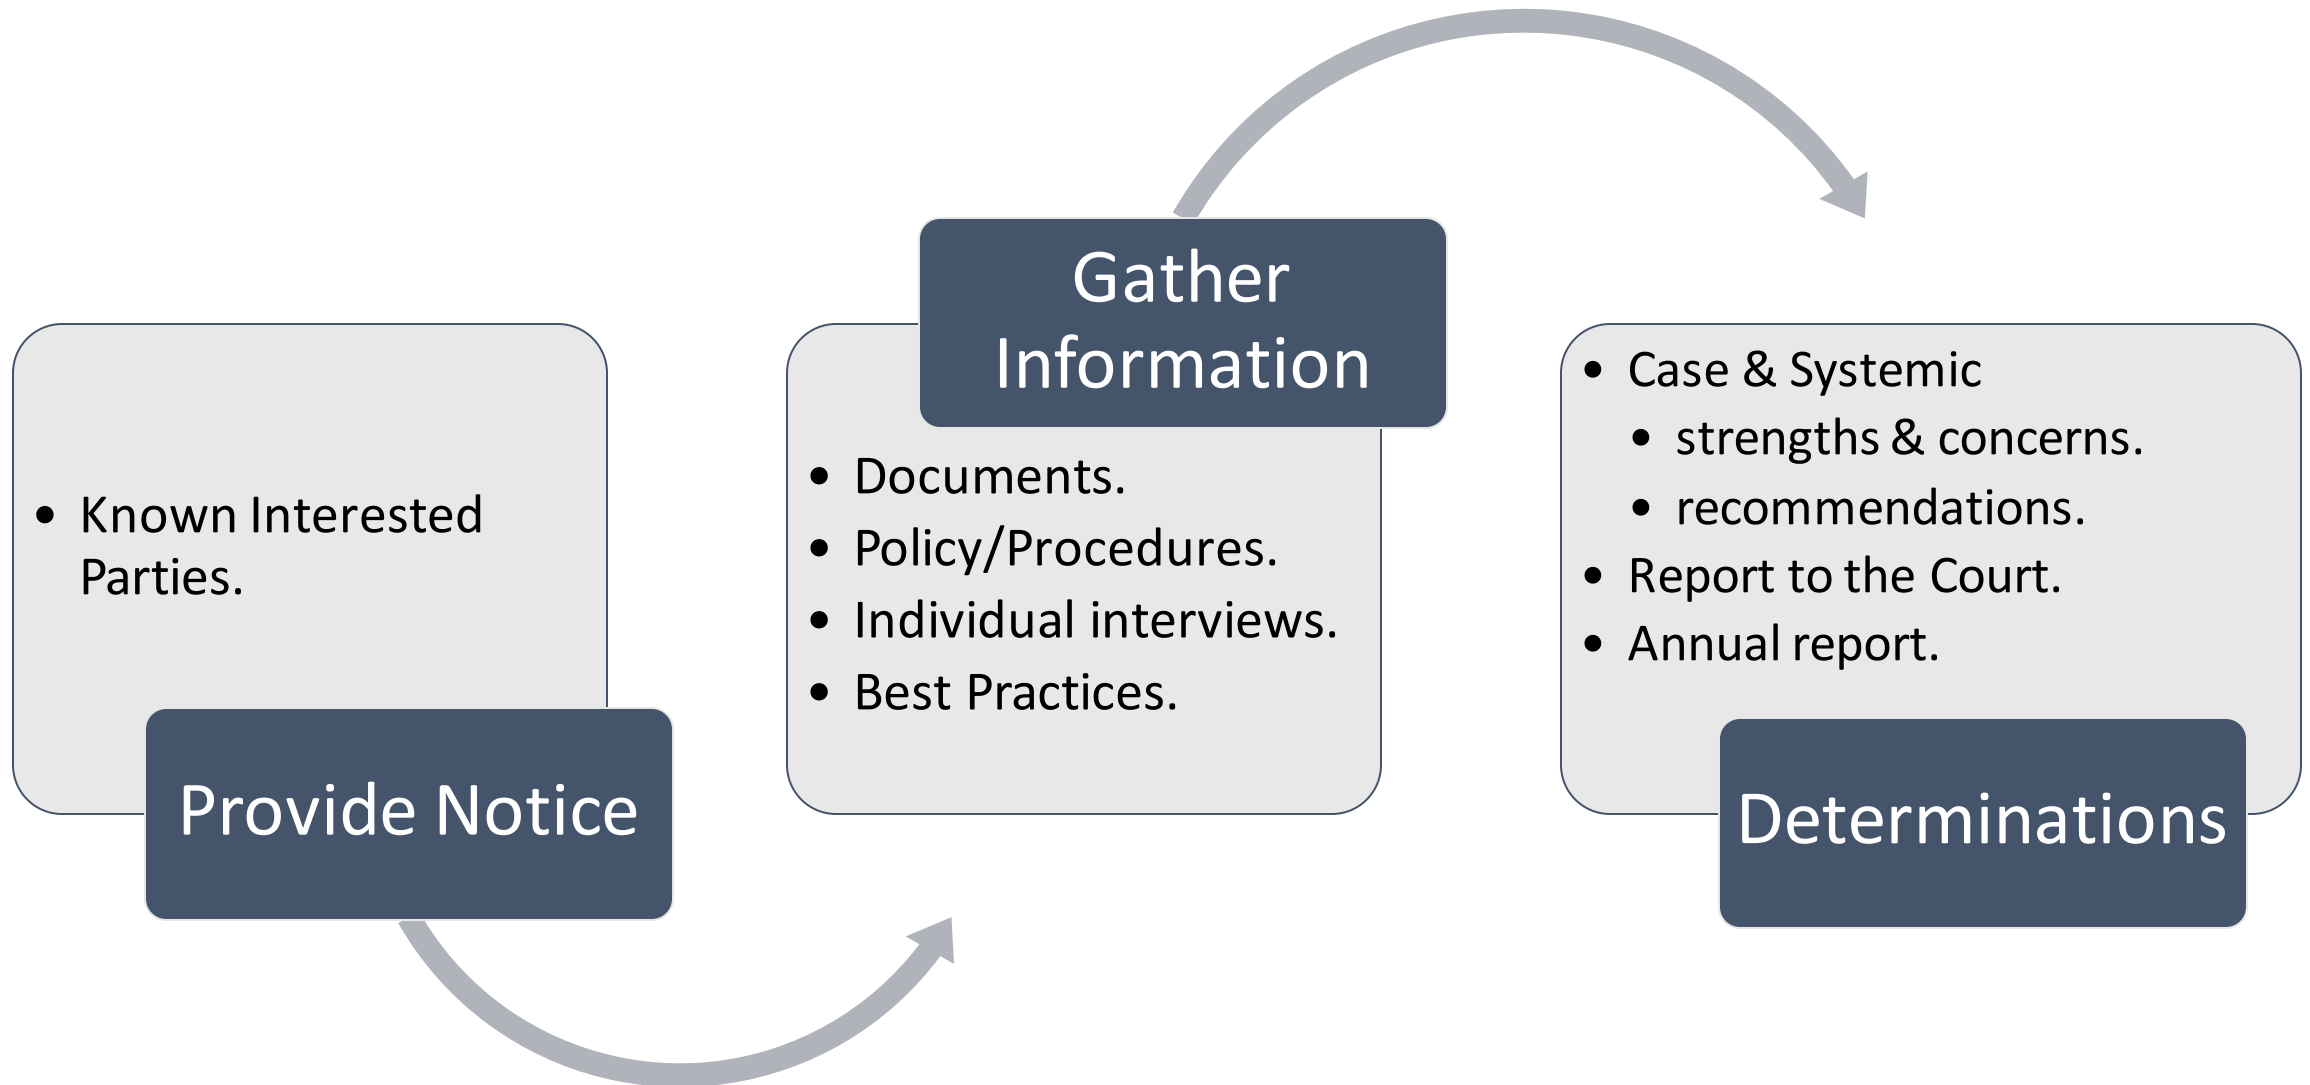 • Known Interested
Parties.
Provide Notice
Gather
Information
• Documents.
• Policy/Procedures.
• Individual interviews.
• Best Practices.
• Case & Systemic
• strengths & concerns.
• recommendations.
• Report to the Court.
• Annual report.
Determinations